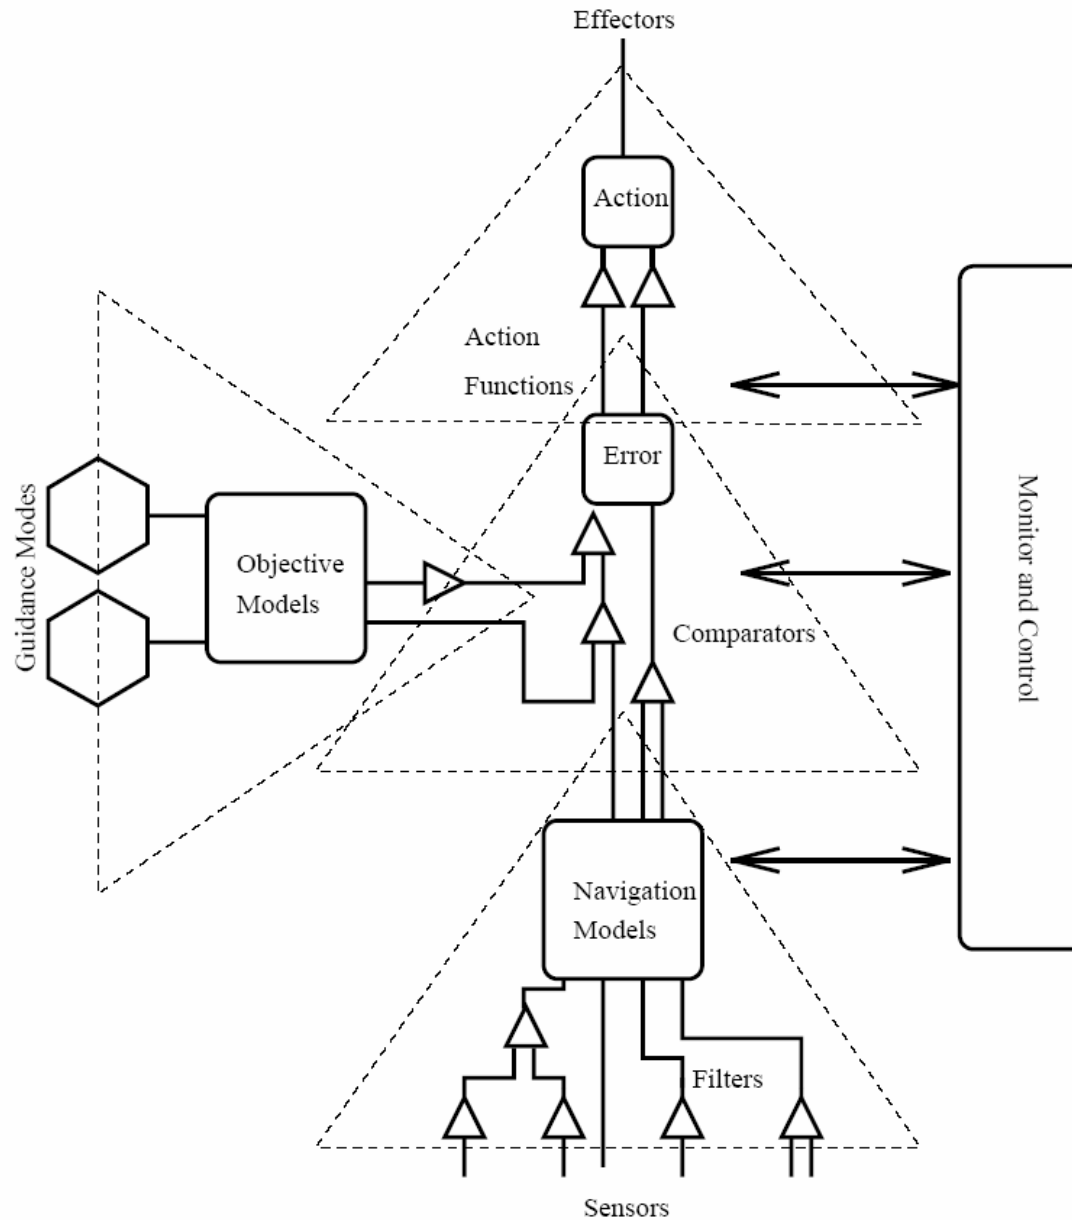 Effectors
Action
Action
Functions
Error
Guidance Modes
Objective
Models
Comparators
Monitor and Control
Navigation
Models
Filters
Sensors